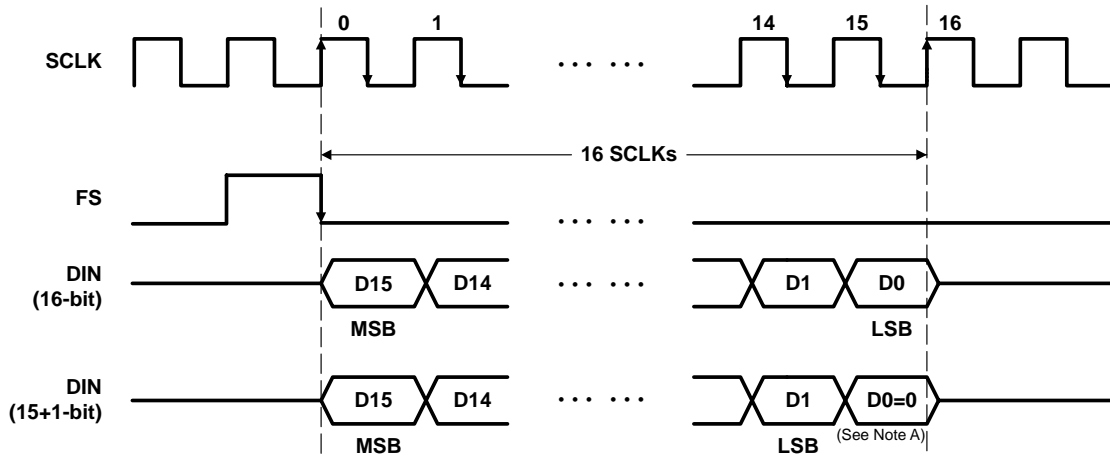 0 1 14 15 16
SCLK ... ... 
16 SCLKs
FS ... ...
DIN
(16-bit) D15 D14 ... ... D1 D0
MSB LSB
DIN
(15+1-bit) D15 D14 ... ... D1 D0=0
(See Note A)
MSB LSB